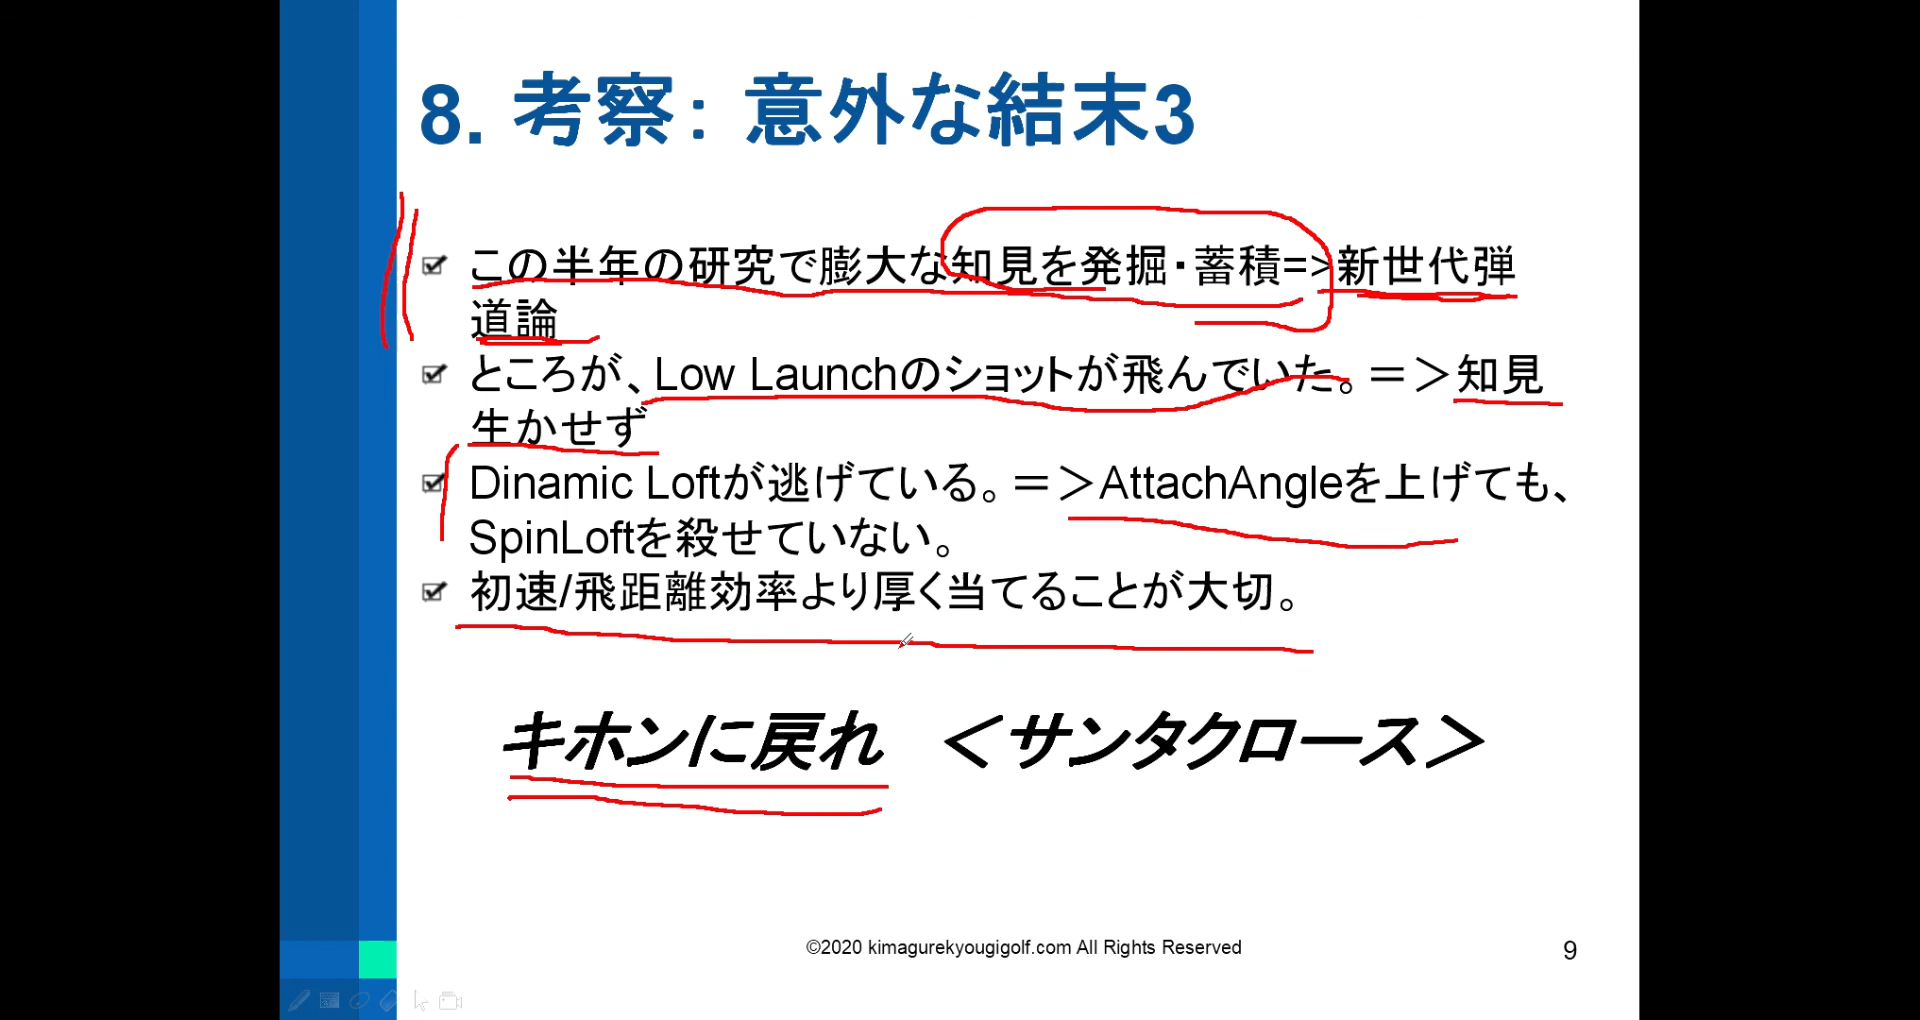 8. 考察： 意外な結末3
この半年の研究で膨大な知見を発掘・蓄積=>新世代弾
道論
ところが、Low Launchのショットが飛んでいた。＝＞知見
生かせず
Dinamic Loftが逃げている。＝＞AttachAngleを上げても、
SpinLoftを殺せていない。
初速/飛距離効率より厚く当てることが大切。
キホンに戻れ ＜サンタクロース＞
©2020 kimagurekyougigolf.com All Rights Reserved
9